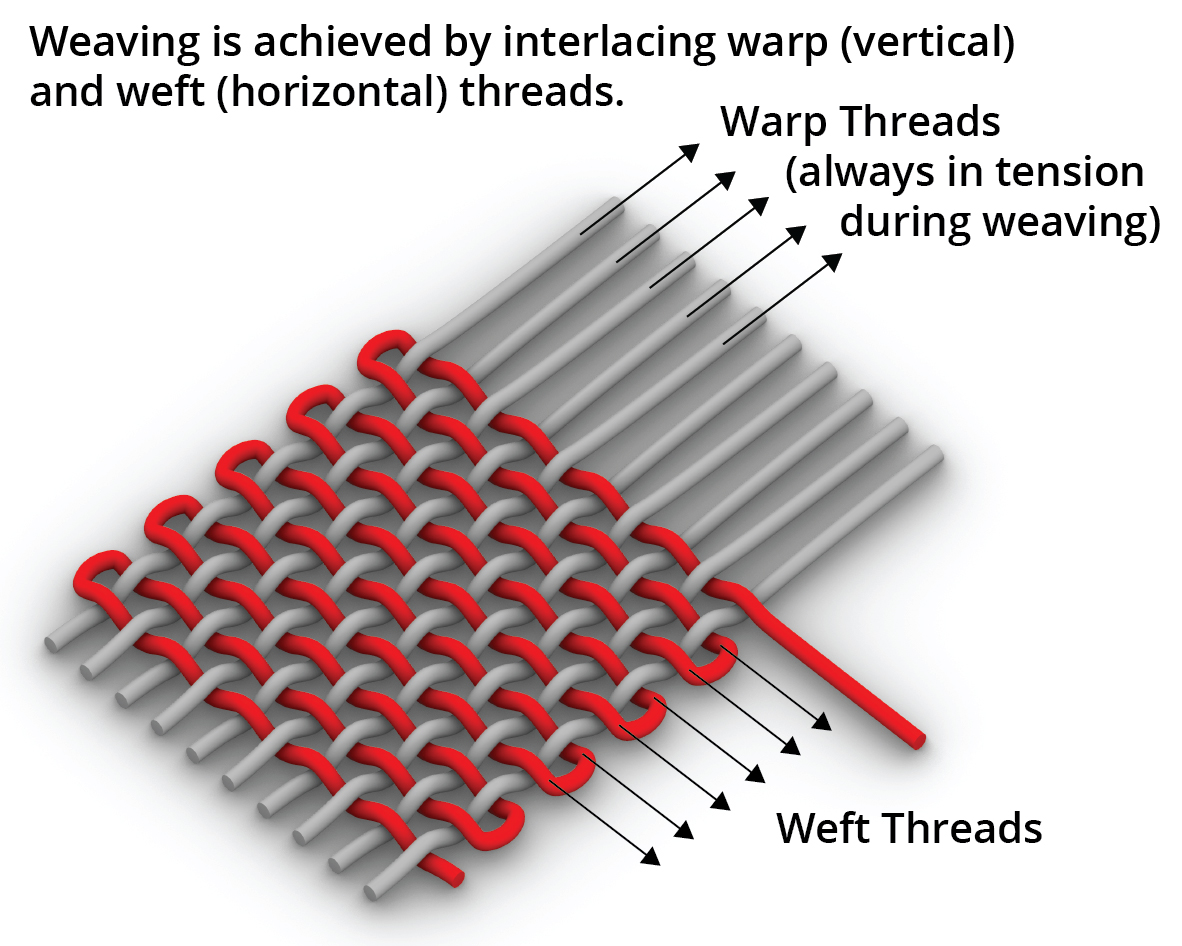 Weaving is achieved by interlacing warp (vertical)
and weft (horizontal) threads.
Warp Threads
(always in tension
during weaving)
Weft Threads